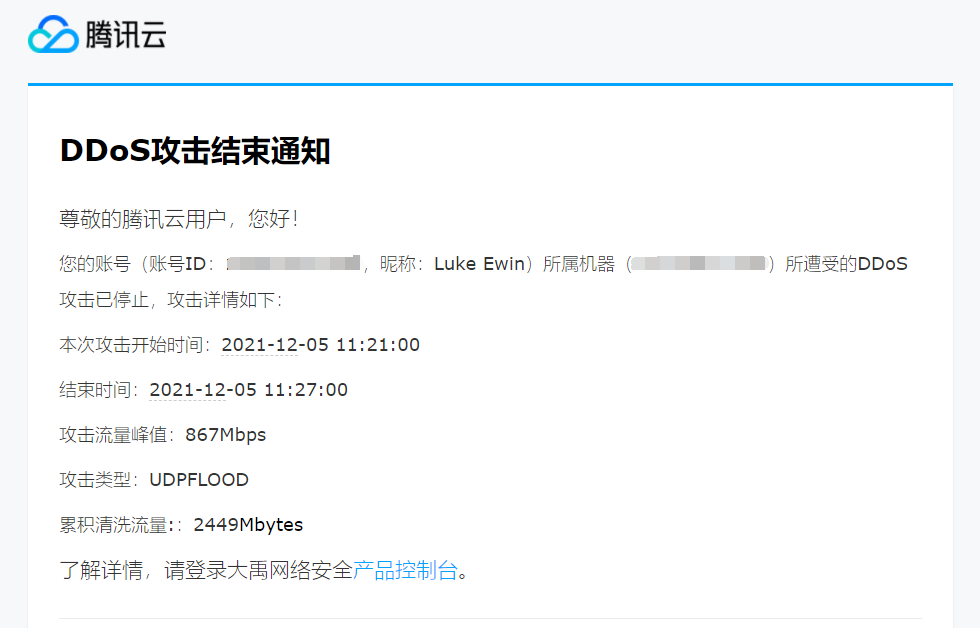 腾讯云
DDoS攻击结束通知
尊敬的腾讯云用户，您好！
您的账号（账号ID： ，昵称：Luke Ewin）所属机器（ ）所遭受的DDoS
攻击已停止，攻击详情如下：
本次攻击开始时间：2021-12-05 11:21:00
结束时间：2021-12-05 11:27:00
攻击流量峰值：867Mbps
攻击类型：UDPFLOOD
累积清洗流量:：2449Mbytes
了解详情，请登录大禹网络安全产品控制台。